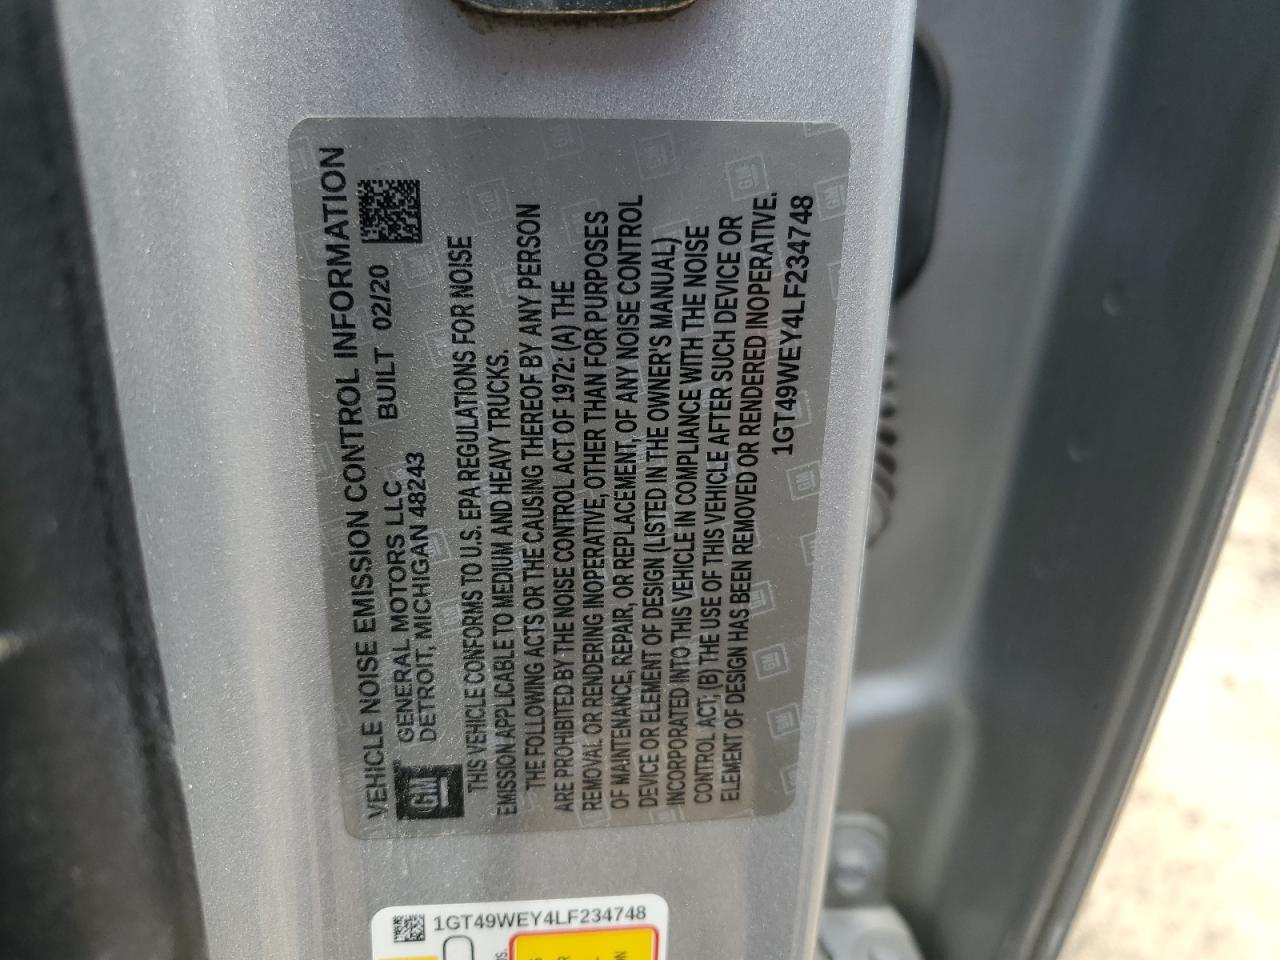 VEHICLE NOISE EMISSION CONTROL INFORMATION
GM
GENERAL MOTORS LLC
DETROIT, MICHIGAN 48243
BUILT 02/20
THIS VEHICLE CONFORMS TO U.S. EPA REGULATIONS FOR NOISE
EMISSION APPLICABLE TO MEDIUM AND HEAVY TRUCKS.
THE FOLLOWING ACTS OR THE CAUSING THEREOF BY ANY PERSON
ARE PROHIBITED BY THE NOISE CONTROL ACT OF 1972: (A) THE
REMOVAL OR RENDERING INOPERATIVE, OTHER THAN FOR PURPOSES
OF MAINTENANCE, REPAIR, OR REPLACEMENT, OF ANY NOISE CONTROL
DEVICE OR ELEMENT OF DESIGN (LISTED IN THE OWNER'S MANUAL)
INCORPORATED INTO THIS VEHICLE IN COMPLIANCE WITH THE NOISE
CONTROL ACT, (B) THE USE OF THIS VEHICLE AFTER SUCH DEVICE OR
ELEMENT OF DESIGN HAS BEEN REMOVED OR RENDERED INOPERATIVE.
1GT49WEY4LF234748
1GT49WEY4LF234748